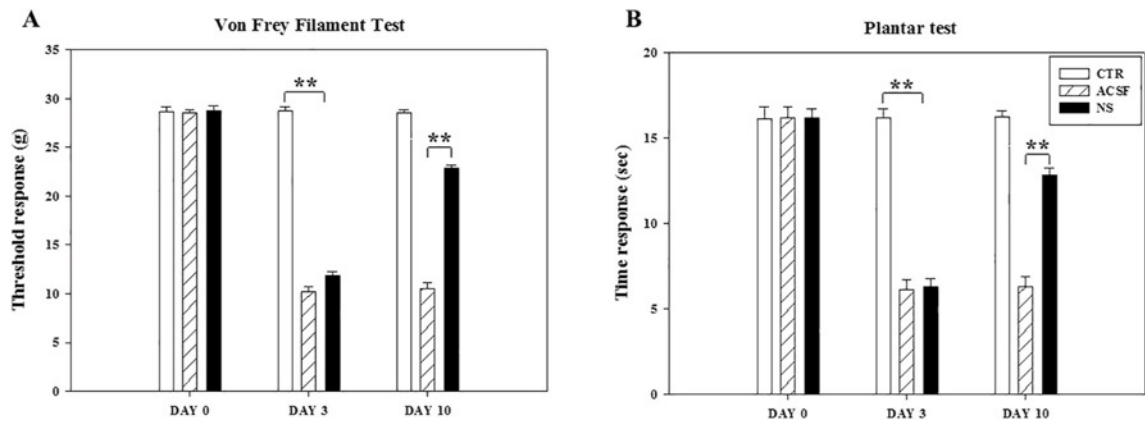 A
Von Frey Filament Test
Threshold response (g)
35
30
25
20
15
10
5
0
**
**
DAY 0 DAY 3 DAY 10
B
Plantar test
Time response (sec)
20
15
10
5
0
**
**
CTR
ACSF
NS
DAY 0 DAY 3 DAY 10